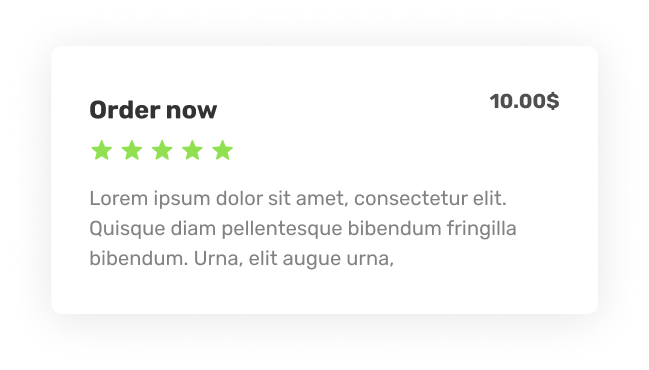 Order now
10.00$
Lorem ipsum dolor sit amet, consectetur elit.
Quisque diam pellentesque bibendum fringilla
bibendum. Urna, elit augue urna,